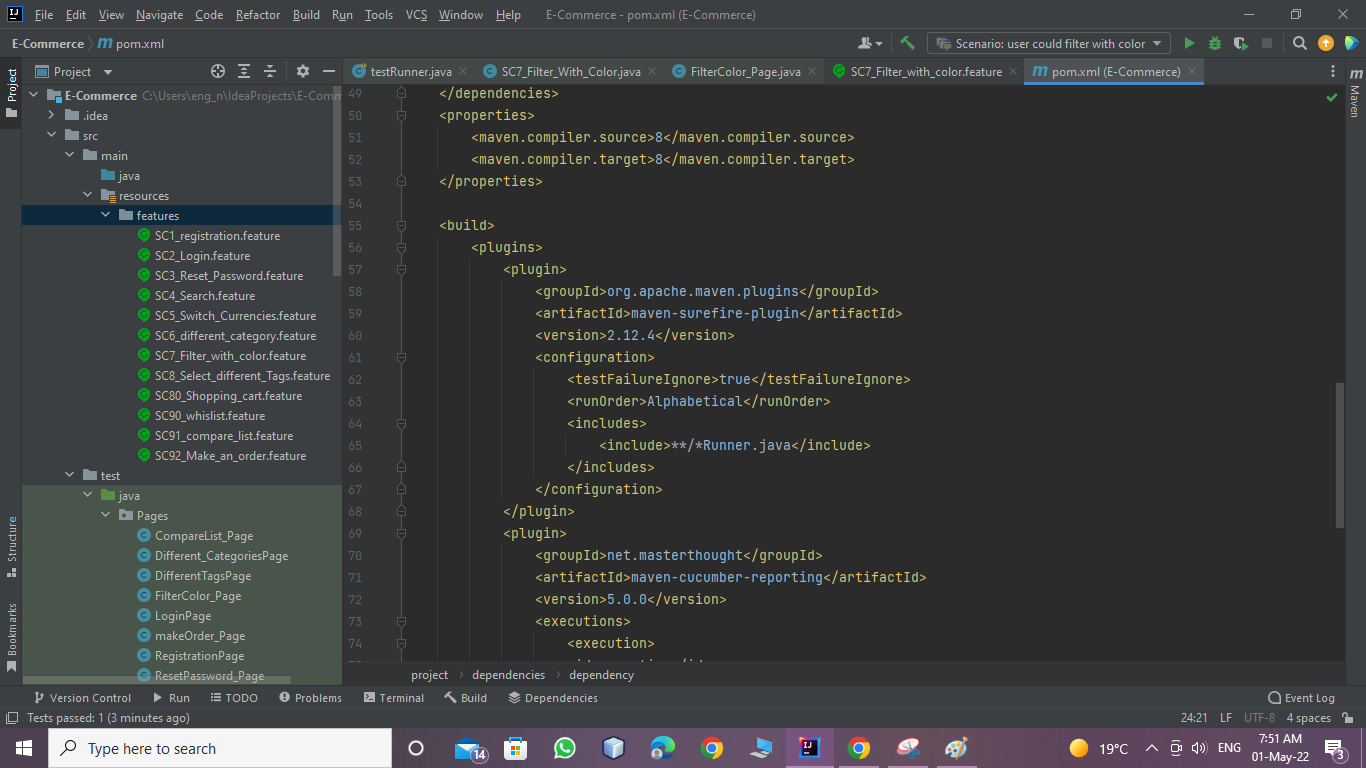 File Edit View Navigate Code Refactor Build Run Tools VCS Window Help E-Commerce - pom.xml (E-Commerce)
E-Commerce pom.xml
Scenario: user could filter with color
Project
testRunner.java
SC7_Filter_With_Color.java
FilterColor_Page.java
SC7_Filter_with_color.feature
pom.xml (E-Commerce)
Project
Structure
Bookmarks
Maven
E-Commerce C:\Users\eng_n\IdeaProjects\E-Comm
.idea
src
main
java
resources
features
SC1_registration.feature
SC2_Login.feature
SC3_Reset_Password.feature
SC4_Search.feature
SC5_Switch_Currencies.feature
SC6_different_category.feature
SC7_Filter_with_color.feature
SC8_Select_different_Tags.feature
SC80_Shopping_cart.feature
SC90_whislist.feature
SC91_compare_list.feature
SC92_Make_an_order.feature
test
java
Pages
CompareList_Page
Different_CategoriesPage
DifferentTagsPage
FilterColor_Page
LoginPage
makeOrder_Page
RegistrationPage
ResetPassword_Page
49 </dependencies>
50 <properties>
51 <maven.compiler.source>8</maven.compiler.source>
52 <maven.compiler.target>8</maven.compiler.target>
53 </properties>
54
55 <build>
56 <plugins>
57 <plugin>
58 <groupId>org.apache.maven.plugins</groupId>
59 <artifactId>maven-surefire-plugin</artifactId>
60 <version>2.12.4</version>
61 <configuration>
62 <testFailureIgnore>true</testFailureIgnore>
63 <runOrder>Alphabetical</runOrder>
64 <includes>
65 <include>**/*Runner.java</include>
66 </includes>
67 </configuration>
68 </plugin>
69 <plugin>
70 <groupId>net.masterthought</groupId>
71 <artifactId>maven-cucumber-reporting</artifactId>
72 <version>5.0.0</version>
73 <executions>
74 <execution>
project dependencies dependency
Version Control Run TODO Problems Terminal Build Dependencies Event Log
Tests passed: 1 (3 minutes ago) 24:21 LF UTF-8 4 spaces
Type here to search
14
19°C
ENG
7:51 AM
01-May-22
3